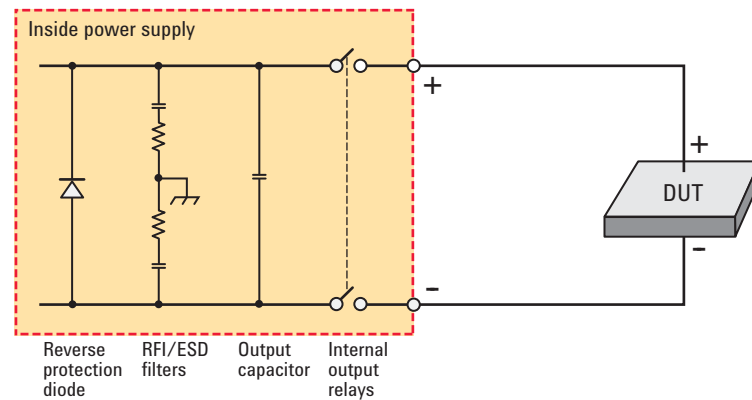 Inside power supply
+
+
DUT
-
-
Reverse
protection
diode
RFI/ESD
filters
Output
capacitor
Internal
output
relays